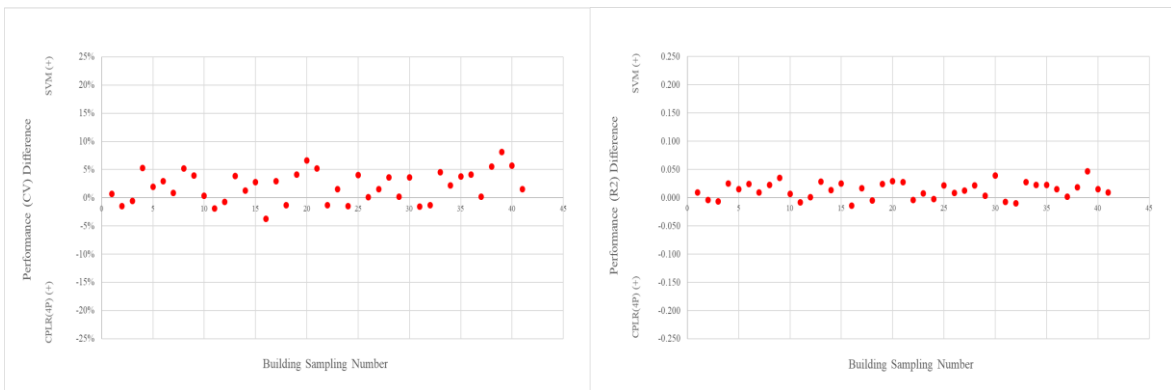 SVM (+)
CPLR(4P) (+)
Performance (CV) Difference
25%
20%
15%
10%
5%
0%
-5%
-10%
-15%
-20%
-25%
0 5 10 15 20 25 30 35 40 45
Building Sampling Number
SVM (+)
CPLR(4P) (+)
Performance (R2) Difference
0.250
0.200
0.150
0.100
0.050
0.000
-0.050
-0.100
-0.150
-0.200
-0.250
0 5 10 15 20 25 30 35 40 45
Building Sampling Number